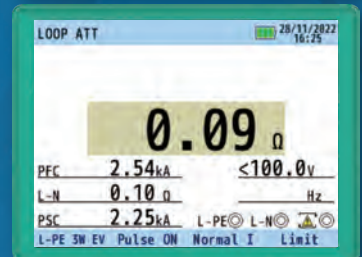 LOOP ATT 28/11/2022
16:25
0.09 Ω
PFC 2.54kA <100.0v
L-N 0.10 Ω Hz
PSC 2.25kA L-PE L-N
L-PE 3W EV Pulse ON Normal I Limit